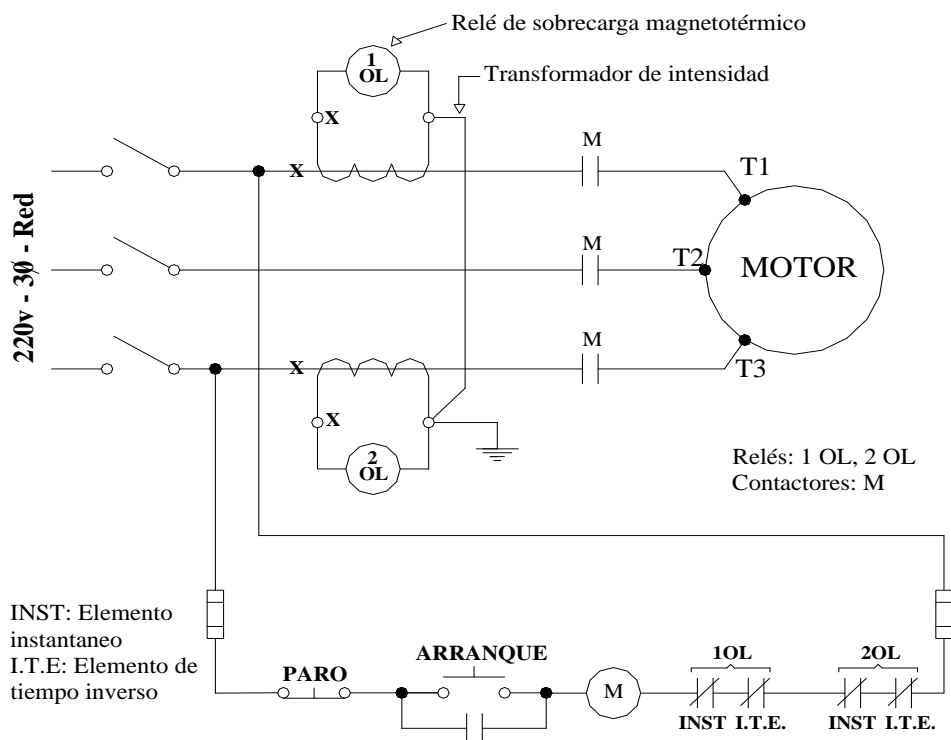 Relé de sobrecarga magnetotérmico
1
OL
Transformador de intensidad
X
X
M
T1
220v - 3Ø - Red
M
T2
MOTOR
M
X
T3
X
2
OL
Relés: 1 OL, 2 OL
Contactores: M
INST: Elemento
instantaneo
I.T.E: Elemento de
tiempo inverso
PARO
ARRANQUE
M
1OL
2OL
INST I.T.E.
INST I.T.E.